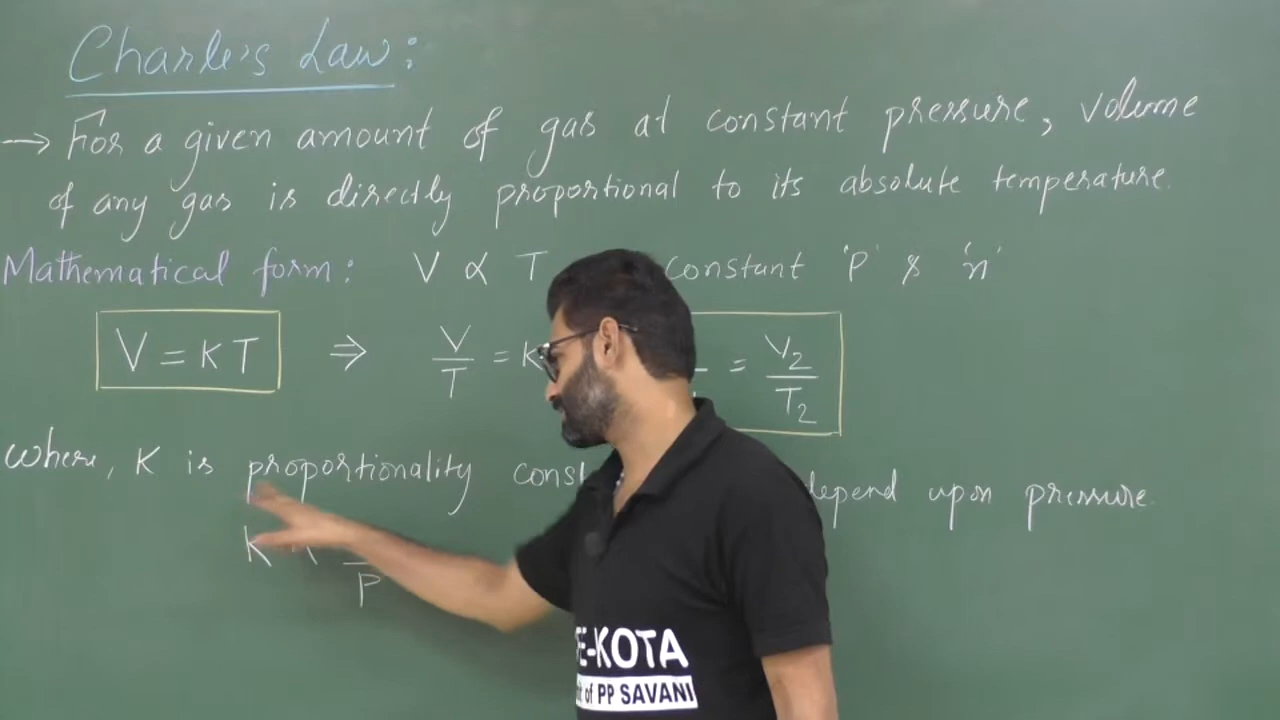 Charle's Law:
→ For a given amount of gas at constant pressure, volume
of any gas is directly proportional to its absolute temperature.
Mathematical form: V ∝ T constant 'P' & 'n'
V = KT ⇒ V/T = K = V2/T2
where, K is proportionality depend upon pressure.
K P
-KOTA
of PP SAVANI